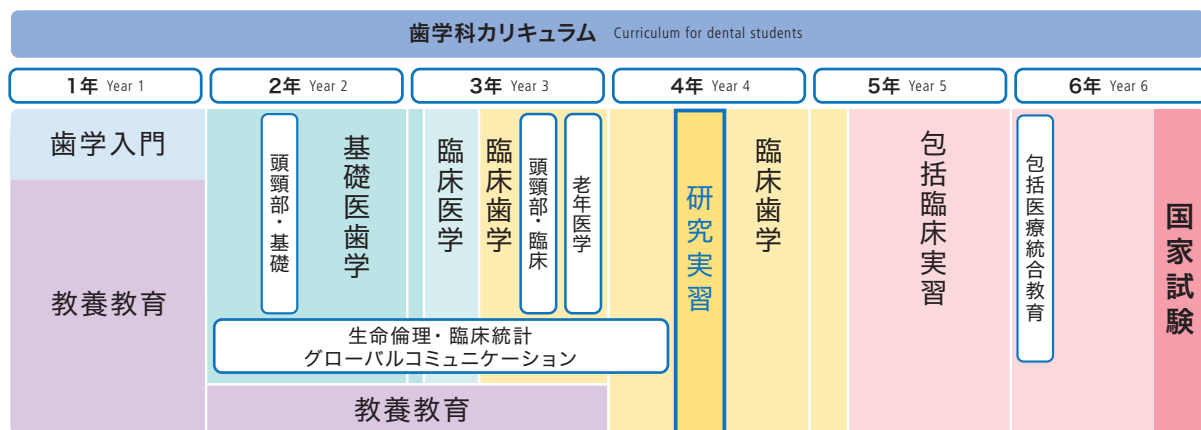 歯学科カリキュラム Curriculum for dental students
1年 Year 1
2年 Year 2
3年 Year 3
4年 Year 4
5年 Year 5
6年 Year 6
歯学入門
教養教育
頭頸部・基礎
基礎医歯学
臨床医学
臨床歯学
頭頸部・臨床
老年医学
生命倫理・臨床統計
グローバルコミュニケーション
教養教育
研究実習
臨床歯学
包括臨床実習
包括医療統合教育
国家試験